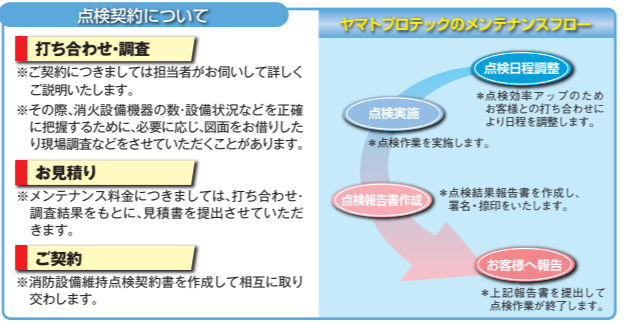 点検契約について
打ち合わせ・調査
※ご契約につきましては担当者がお伺いして詳しく
ご説明いたします。
※その際、消火設備機器の数・設備状況などを正確
に把握するために、必要に応じ、図面をお借りした
り現場調査などをさせていただくことがあります。
お見積り
※メンテナンス料金につきましては、打ち合わせ・
調査結果をもとに、見積書を提出させていただ
きます。
ご契約
※消防設備維持点検契約書を作成して相互に取り
交わします。
ヤマトプロテックのメンテナンスフロー
点検日程調整
＊点検効率アップのため
お客様との打ち合わせに
より日程を調整します。
点検実施
＊点検作業を実施します。
点検報告書作成
＊点検結果報告書を作成し、
署名・捺印をいたします。
お客様へ報告
＊上記報告書を提出して
点検作業が終了します。